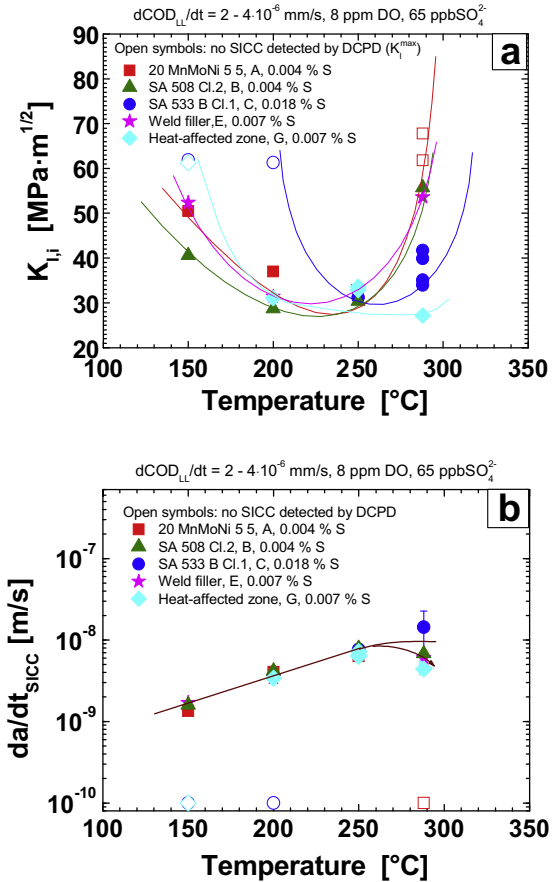 dCOD_LL/dt = 2 - 4·10⁻⁶ mm/s, 8 ppm DO, 65 ppbSO₄²⁻
a
Open symbols: no SICC detected by DCPD (K_I^max)
20 MnMoNi 5 5, A, 0.004 % S
SA 508 Cl.2, B, 0.004 % S
SA 533 B Cl.1, C, 0.018 % S
Weld filler,E, 0.007 % S
Heat-affected zone, G, 0.007 % S
K_I,i [MPa·m^1/2]
90
80
70
60
50
40
30
20
100 150 200 250 300 350
Temperature [°C]
dCOD_LL/dt = 2 - 4·10⁻⁶ mm/s, 8 ppm DO, 65 ppbSO₄²⁻
b
Open symbols: no SICC detected by DCPD
20 MnMoNi 5 5, A, 0.004 % S
SA 508 Cl.2, B, 0.004 % S
SA 533 B Cl.1, C, 0.018 % S
Weld filler, E, 0.007 % S
Heat-affected zone, G, 0.007 % S
da/dt_SICC [m/s]
10⁻⁷
10⁻⁸
10⁻⁹
10⁻¹⁰
100 150 200 250 300 350
Temperature [°C]